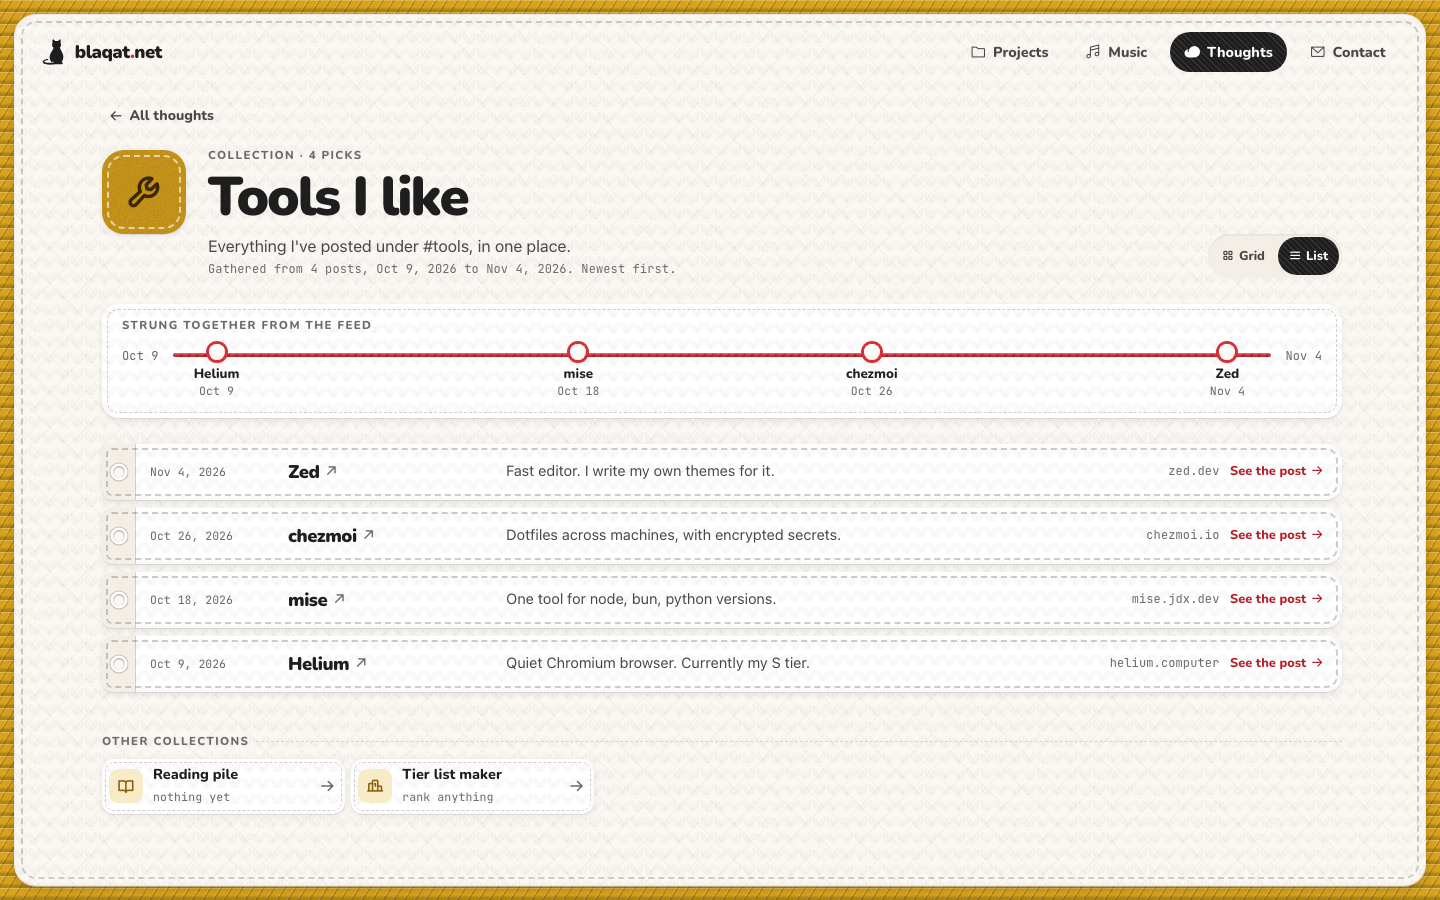 blaqat.net
Projects
Music
Thoughts
Contact
← All thoughts
COLLECTION · 4 PICKS
Tools I like
Everything I've posted under #tools, in one place.
Gathered from 4 posts, Oct 9, 2026 to Nov 4, 2026. Newest first.
Grid
List
STRUNG TOGETHER FROM THE FEED
Oct 9
Nov 4
Helium
Oct 9
mise
Oct 18
chezmoi
Oct 26
Zed
Nov 4
Nov 4, 2026 Zed ↗ Fast editor. I write my own themes for it. zed.dev See the post →
Oct 26, 2026 chezmoi ↗ Dotfiles across machines, with encrypted secrets. chezmoi.io See the post →
Oct 18, 2026 mise ↗ One tool for node, bun, python versions. mise.jdx.dev See the post →
Oct 9, 2026 Helium ↗ Quiet Chromium browser. Currently my S tier. helium.computer See the post →
OTHER COLLECTIONS
Reading pile
nothing yet
Tier list maker
rank anything